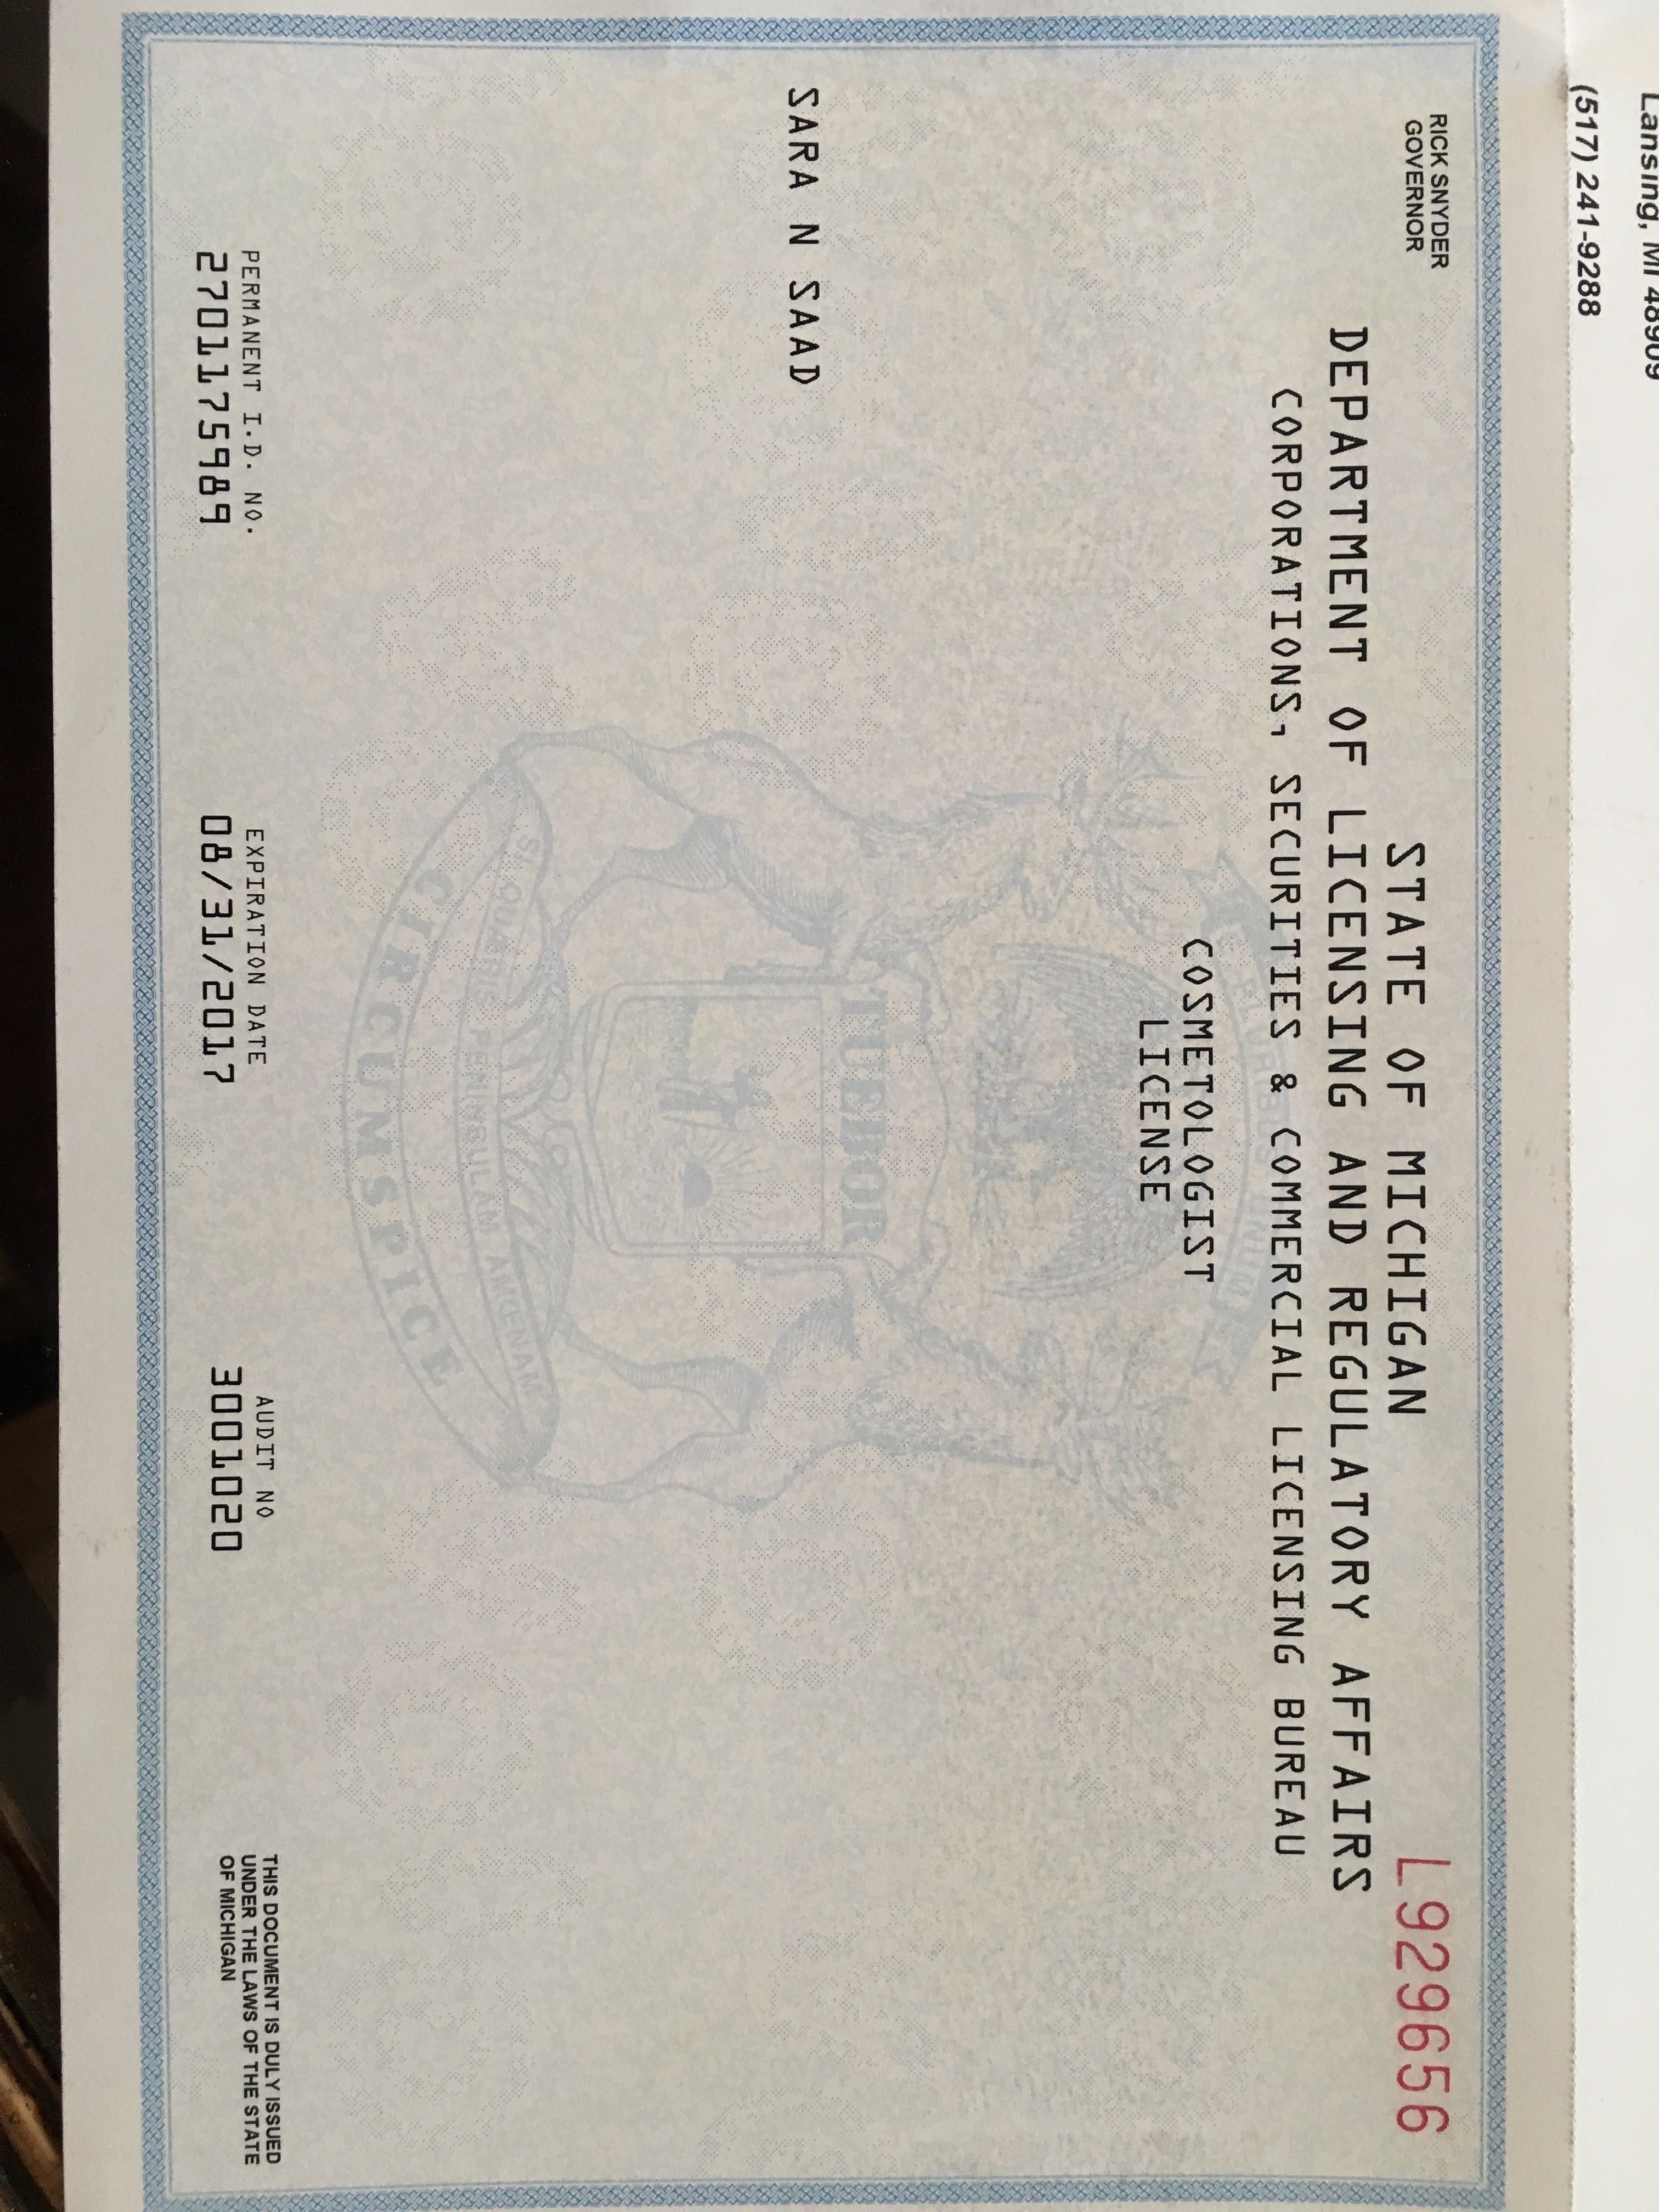 Lansing, MI 48909
(517) 241-9288
RICK SNYDER
GOVERNOR
L929656
STATE OF MICHIGAN
DEPARTMENT OF LICENSING AND REGULATORY AFFAIRS
CORPORATIONS, SECURITIES & COMMERCIAL LICENSING BUREAU
COSMETOLOGIST
LICENSE
SARA N SAAD
TUEBOR
SI QUAERIS PENINSULAM AMOENAM
CIRCUMSPICE
PERMANENT I.D. NO.
2701175989
EXPIRATION DATE
08/31/2017
AUDIT NO
3001020
THIS DOCUMENT IS DULY ISSUED
UNDER THE LAWS OF THE STATE
OF MICHIGAN